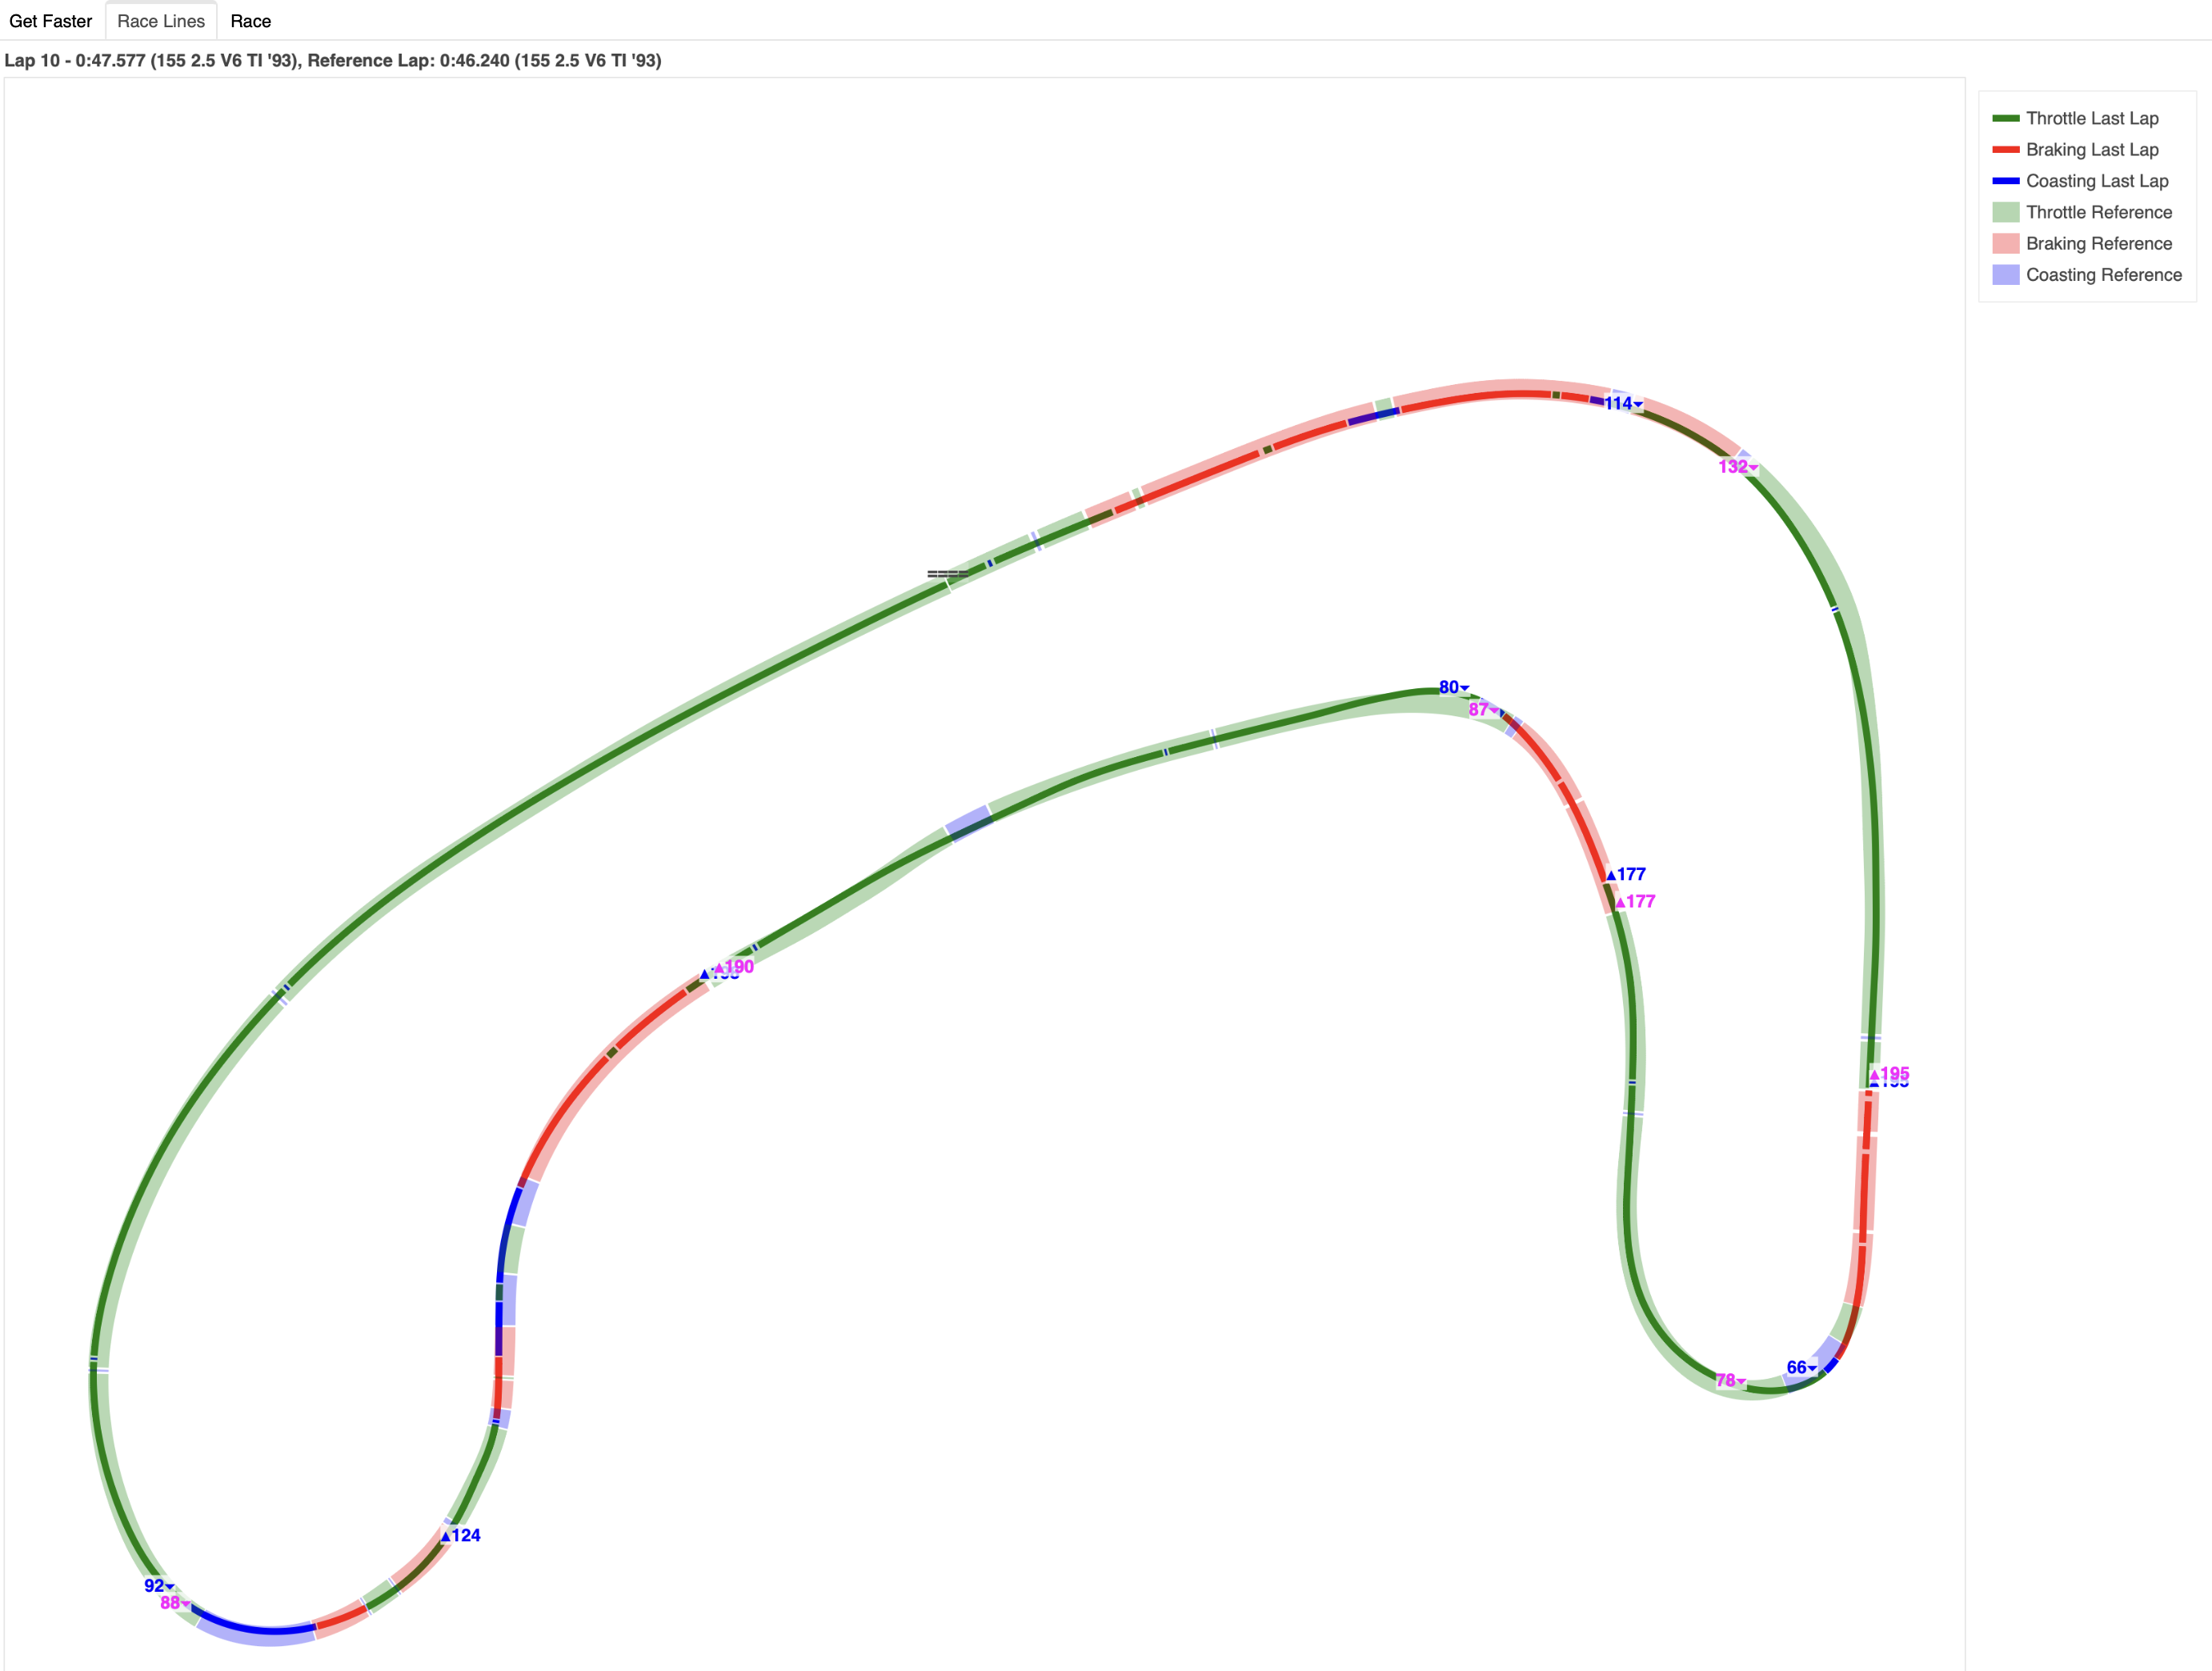 Get Faster Race Lines Race
Lap 10 - 0:47.577 (155 2.5 V6 TI '93), Reference Lap: 0:46.240 (155 2.5 V6 TI '93)
Throttle Last Lap
Braking Last Lap
Coasting Last Lap
Throttle Reference
Braking Reference
Coasting Reference
114▼
132▼
80▼
87▼
▲177
▲177
▲190
▲195
66▼
78▼
▲124
92▼
88▼